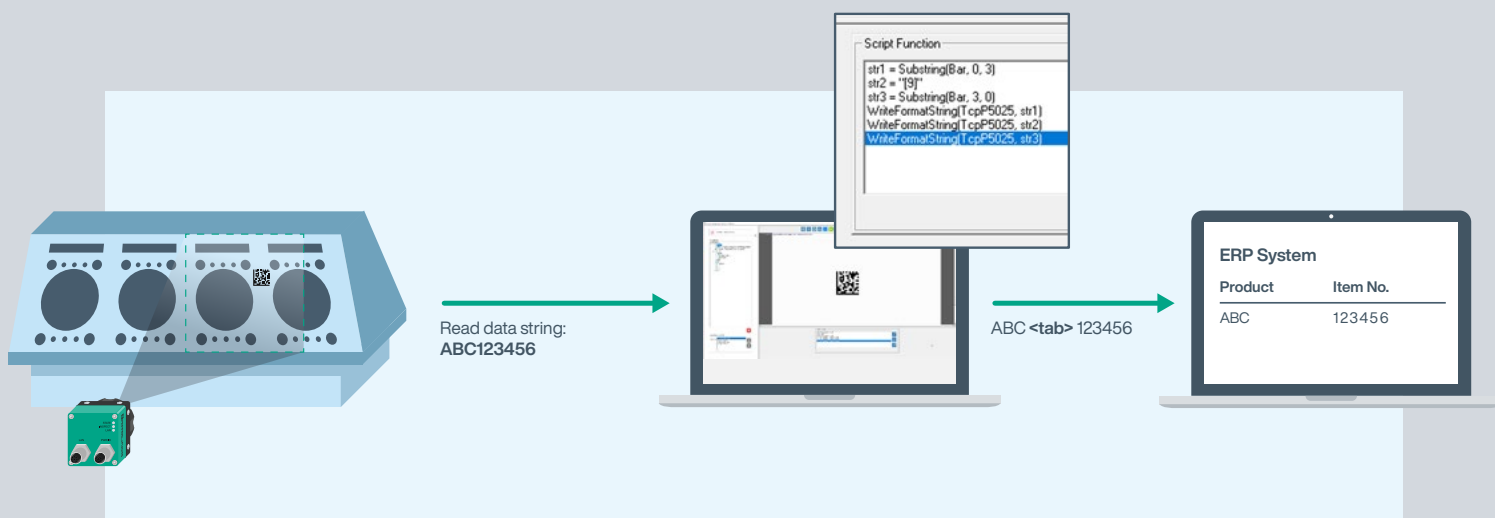 Script Function
str1 = Substring(Bar, 0, 3)
str2 = "[9]"
str3 = Substring(Bar, 3, 0)
WriteFormatString(TcpP5025, str1)
WriteFormatString(TcpP5025, str2)
WriteFormatString(TcpP5025, str3)
Read data string:
ABC123456
ABC <tab> 123456
ERP System
Product Item No.
ABC 123456